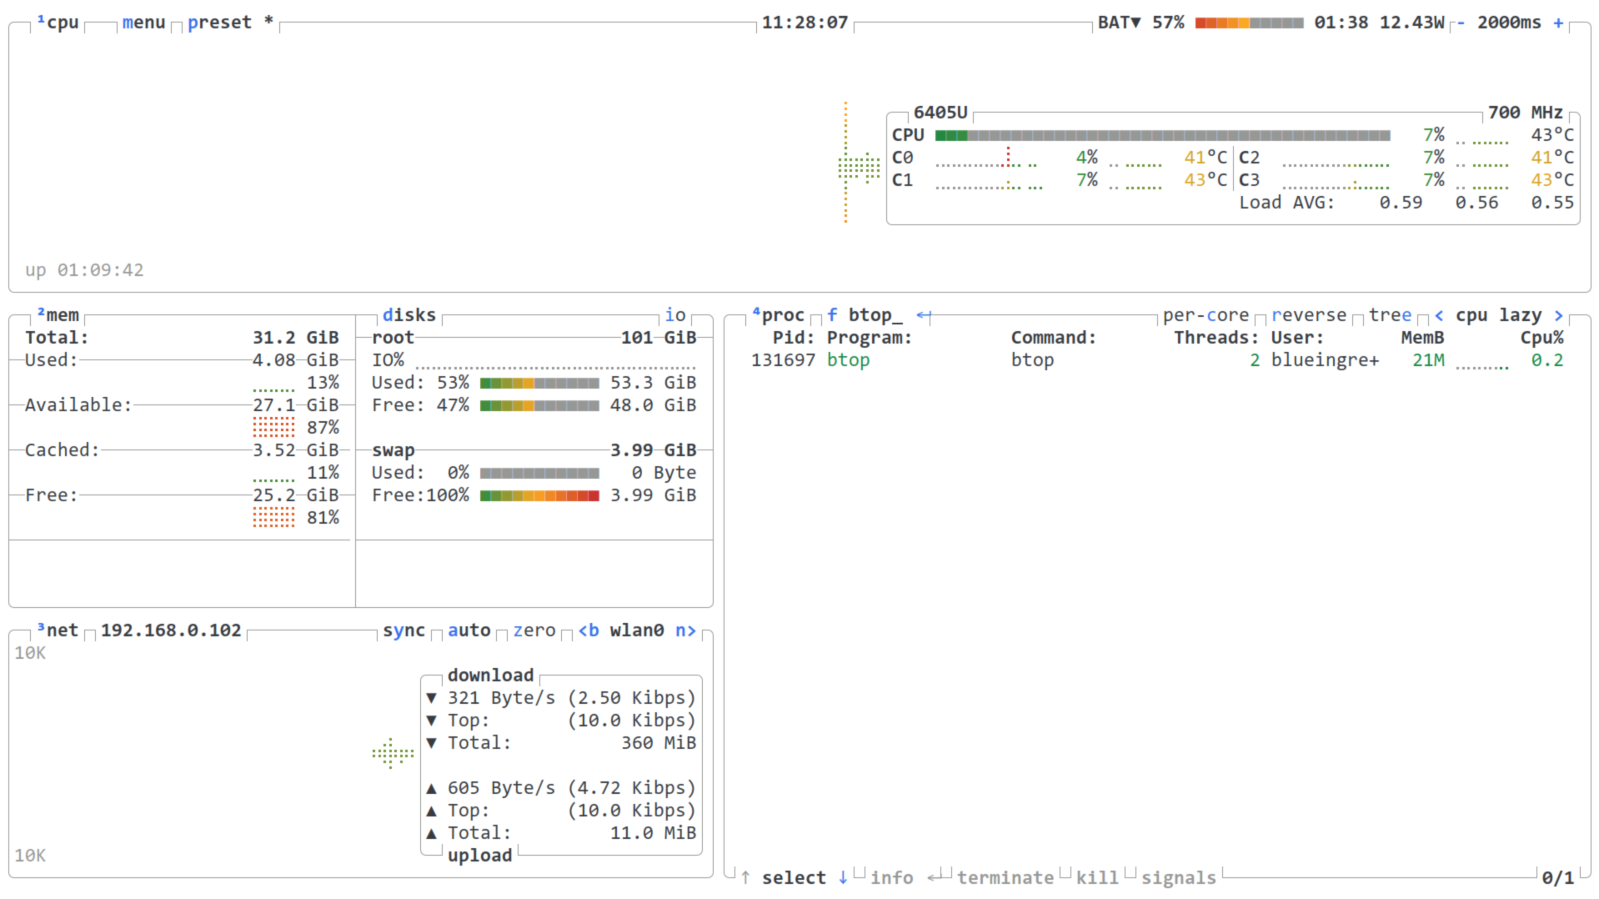 ¹cpu menu preset * 11:28:07 BAT▼ 57% 01:38 12.43W - 2000ms +
6405U 700 MHz
CPU 7% 43°C
C0 4% 41°C C2 7% 41°C
C1 7% 43°C C3 7% 43°C
Load AVG: 0.59 0.56 0.55
up 01:09:42
²mem disks io
Total: 31.2 GiB
Used: 4.08 GiB
13%
Available: 27.1 GiB
87%
Cached: 3.52 GiB
11%
Free: 25.2 GiB
81%
root 101 GiB
IO%
Used: 53% 53.3 GiB
Free: 47% 48.0 GiB
swap 3.99 GiB
Used: 0% 0 Byte
Free:100% 3.99 GiB
³net 192.168.0.102 sync auto zero <b wlan0 n>
10K
download
▼ 321 Byte/s (2.50 Kibps)
▼ Top: (10.0 Kibps)
▼ Total: 360 MiB
▲ 605 Byte/s (4.72 Kibps)
▲ Top: (10.0 Kibps)
▲ Total: 11.0 MiB
upload
10K
⁴proc f btop_ ↵ per-core reverse tree < cpu lazy >
Pid: Program: Command: Threads: User: MemB Cpu%
131697 btop btop 2 blueingre+ 21M 0.2
↑ select ↓ info ↵ terminate kill signals 0/1